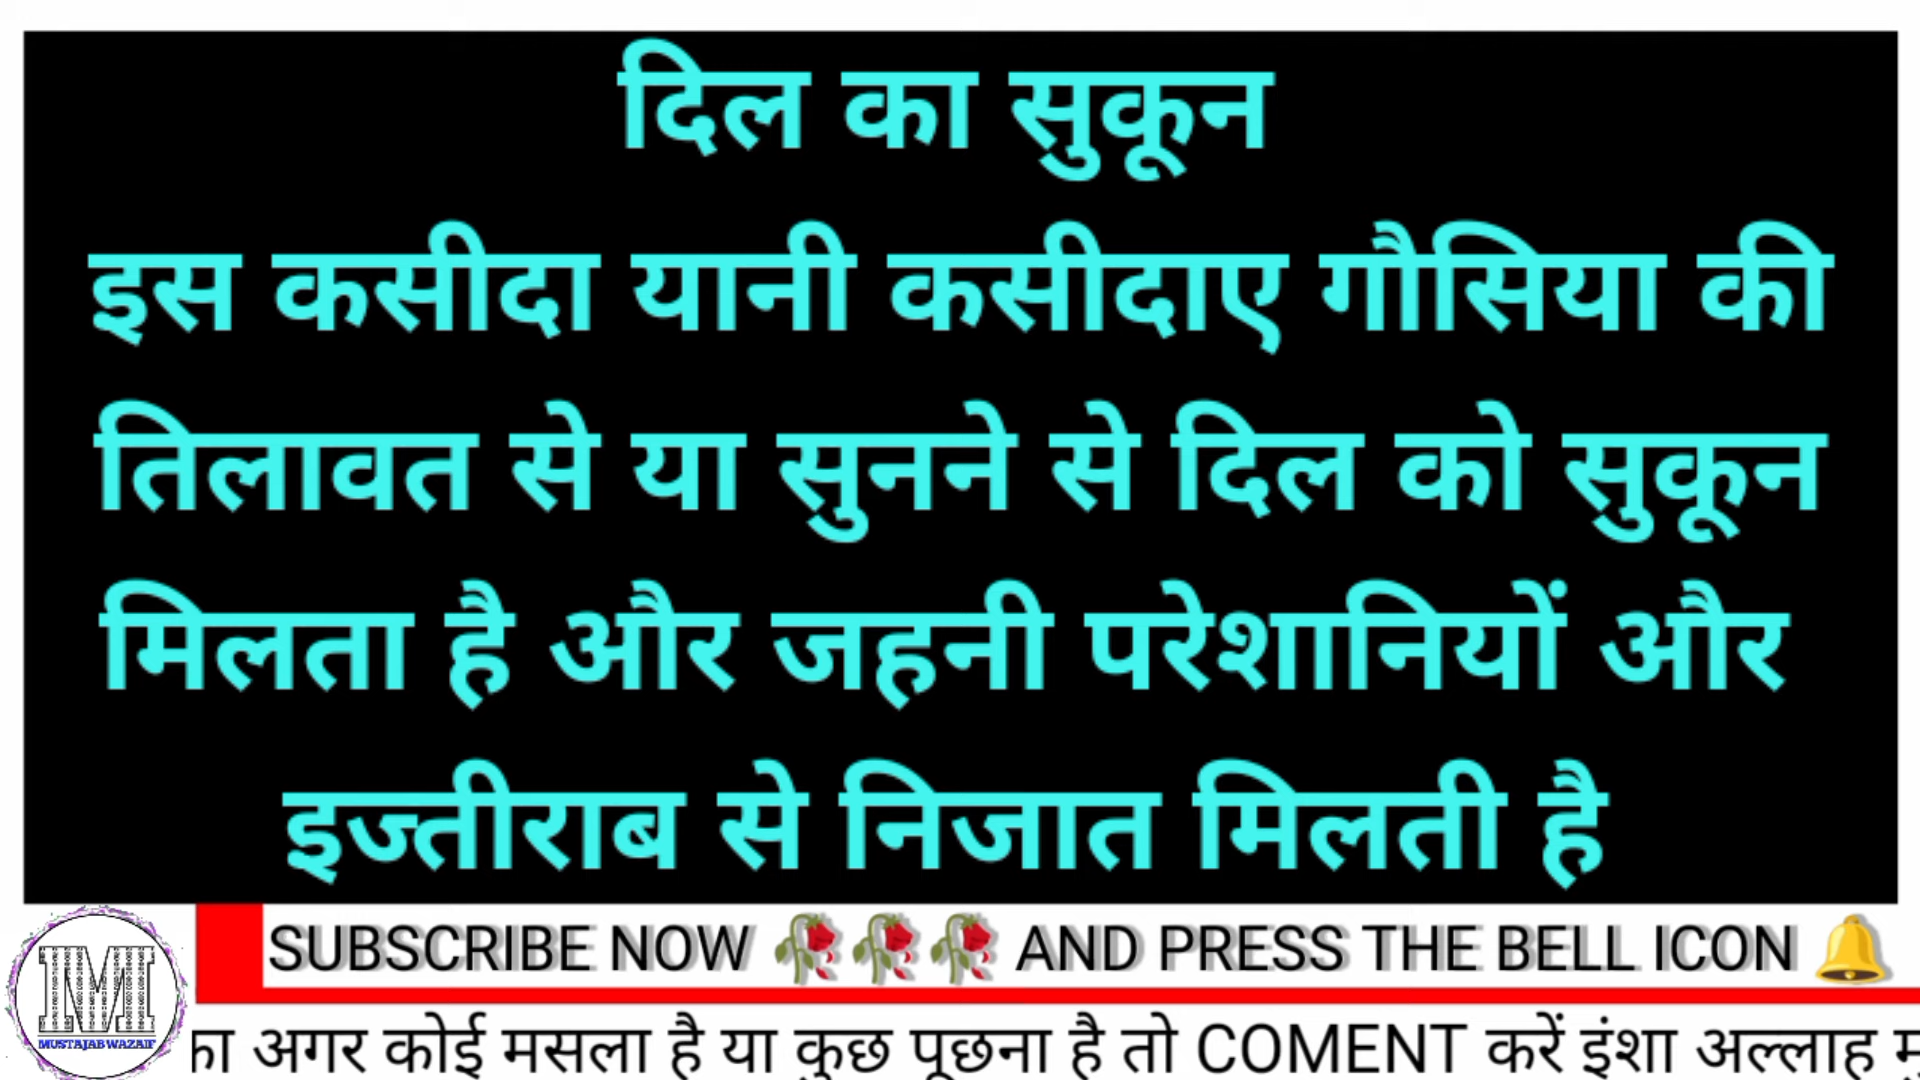 दिल का सुकून
इस कसीदा यानी कसीदाए गौसिया की
तिलावत से या सुनने से दिल को सुकून
मिलता है और जहनी परेशानियों और
इज्तीराब से निजात मिलती है
SUBSCRIBE NOW 🥀🥀🥀 AND PRESS THE BELL ICON 🔔
MUSTAJAB WAZAIF
का अगर कोई मसला है या कुछ पूछना है तो COMENT करें इंशा अल्लाह